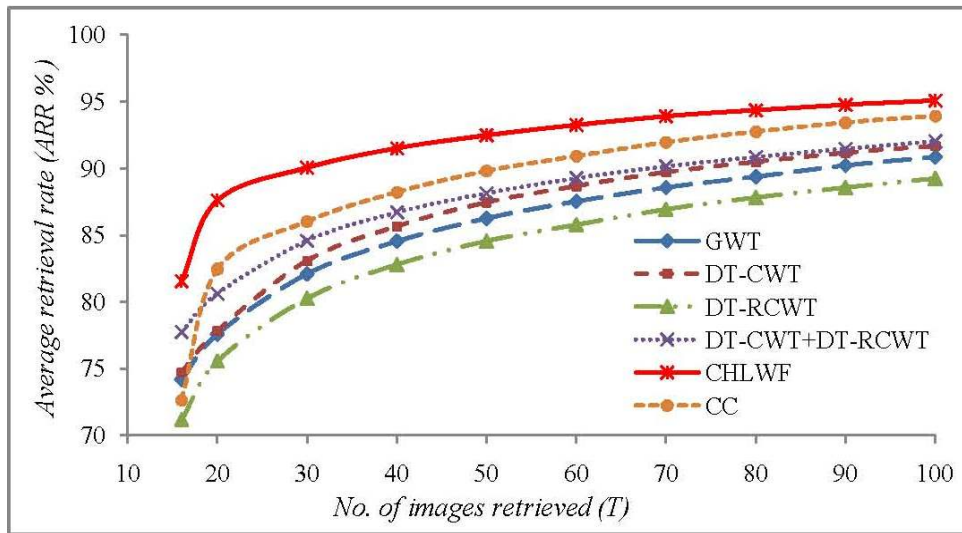 Average retrieval rate (ARR %)
100
95
90
85
80
75
70
10 20 30 40 50 60 70 80 90 100
No. of images retrieved (T)
GWT
DT-CWT
DT-RCWT
DT-CWT+DT-RCWT
CHLWF
CC